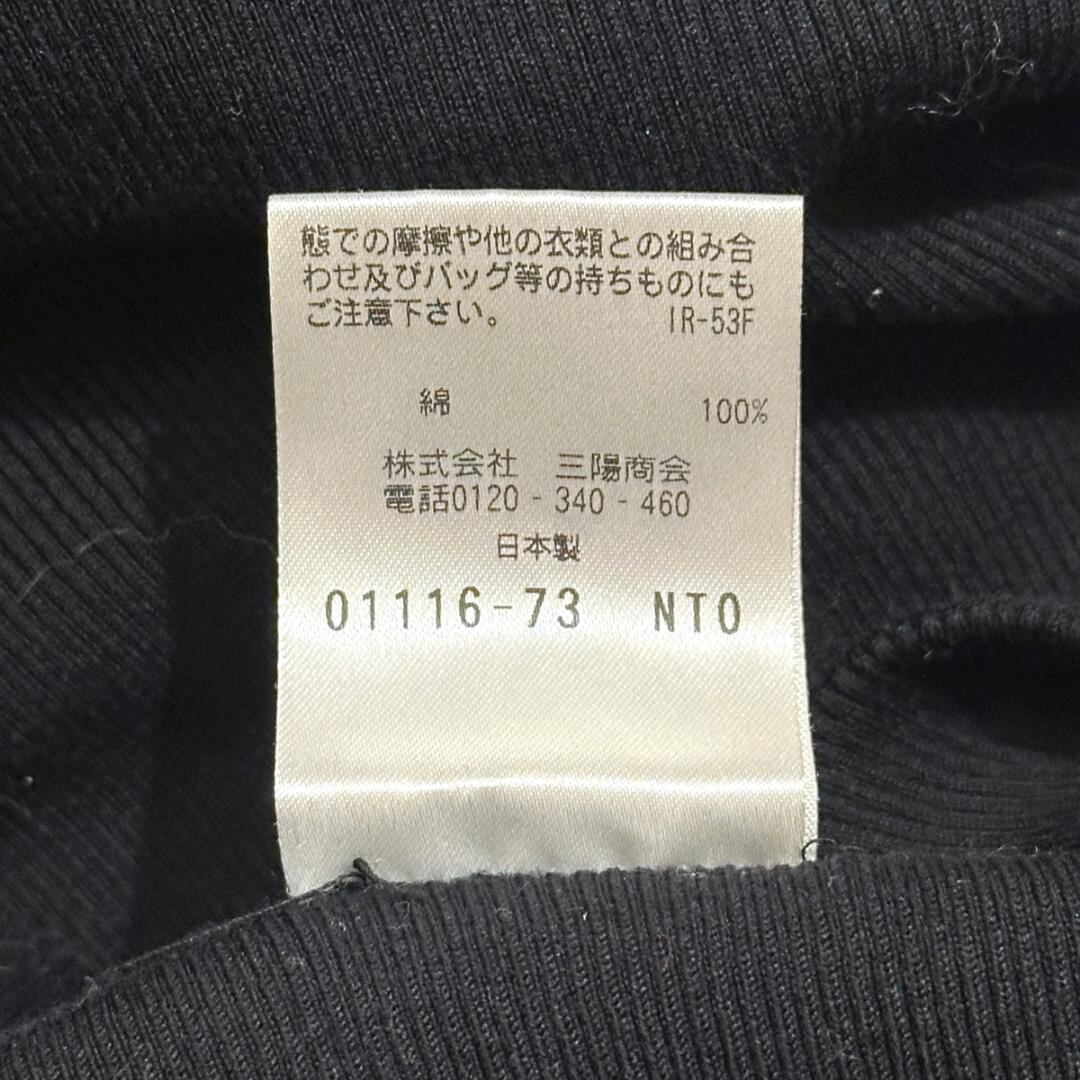 態での摩擦や他の衣類との組み合
わせ及びバッグ等の持ちものにも
ご注意下さい。 IR-53F
綿 100%
株式会社 三陽商会
電話0120-340-460
日本製
01116-73 NT0